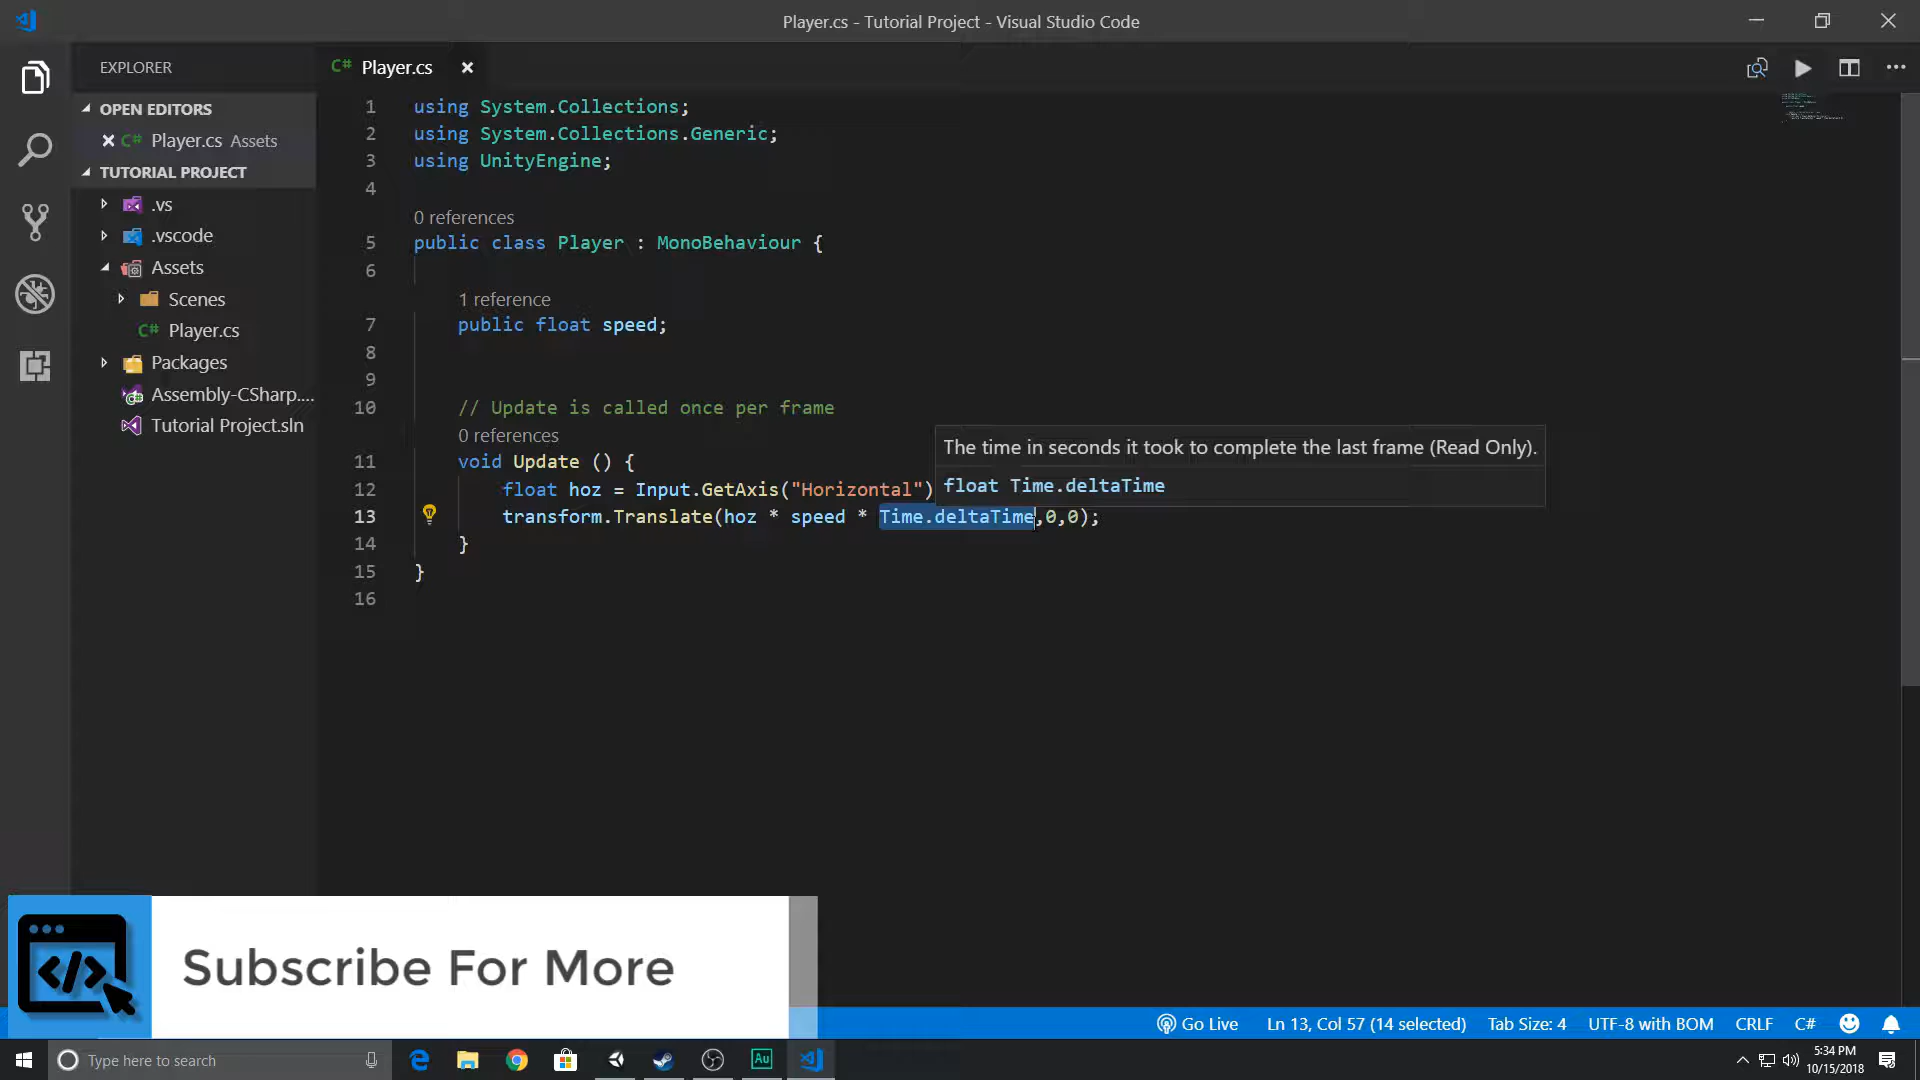 Player.cs - Tutorial Project - Visual Studio Code
EXPLORER
OPEN EDITORS
C# Player.cs Assets
TUTORIAL PROJECT
.vs
.vscode
Assets
Scenes
C# Player.cs
Packages
Assembly-CSharp....
Tutorial Project.sln
C# Player.cs
1 using System.Collections;
2 using System.Collections.Generic;
3 using UnityEngine;
4
0 references
5 public class Player : MonoBehaviour {
6
1 reference
7 public float speed;
8
9
10 // Update is called once per frame
0 references
11 void Update () {
12 float hoz = Input.GetAxis("Horizontal")
13 transform.Translate(hoz * speed * Time.deltaTime,0,0);
14 }
15 }
16
The time in seconds it took to complete the last frame (Read Only).
float Time.deltaTime
Subscribe For More
Go Live Ln 13, Col 57 (14 selected) Tab Size: 4 UTF-8 with BOM CRLF C#
Type here to search
Au
5:34 PM
10/15/2018